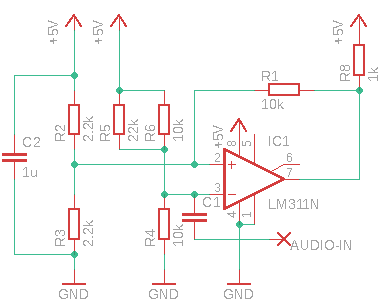 +5V
+5V
+5V
R1
10k
R8
1k
R2
2.2k
R5
22k
R6
10k
+5V
8
5
IC1
C2
1u
2
+
6
7
3
-
LM311N
4
1
R3
2.2k
R4
10k
C1
AUDIO-IN
GND
GND
GND